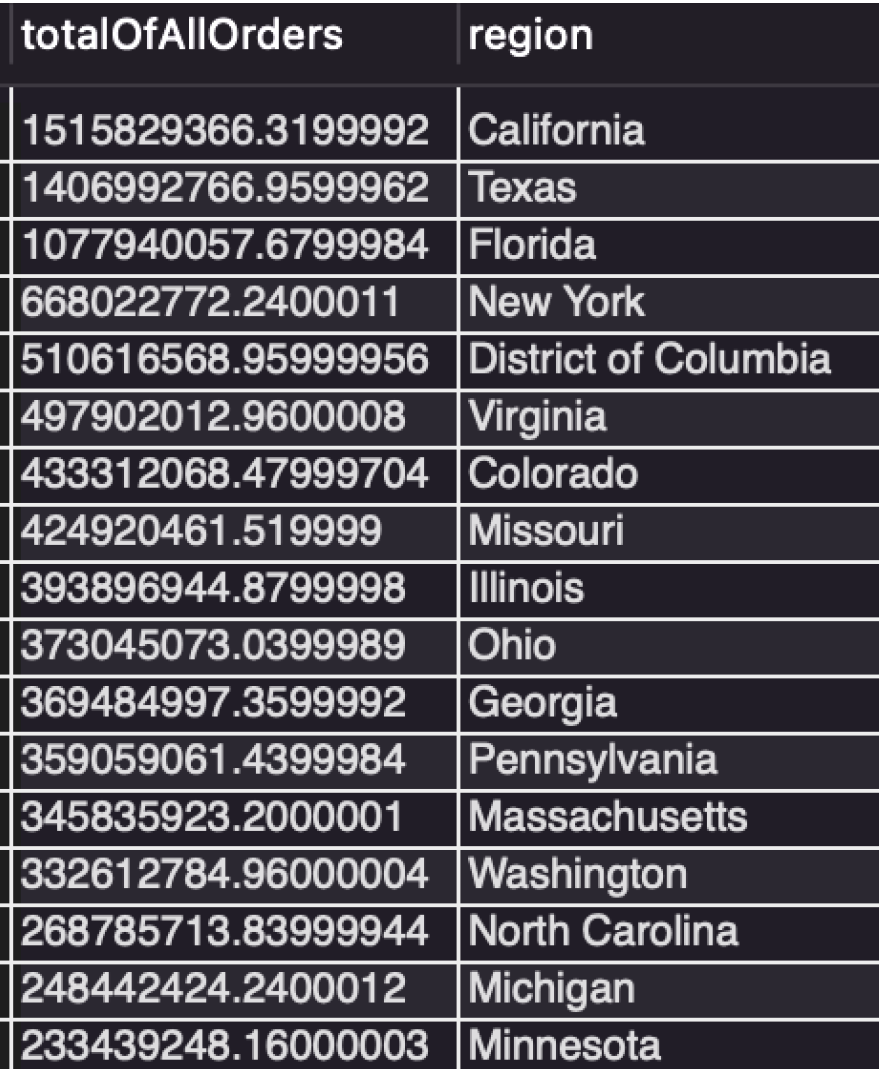 totalOfAllOrders region
1515829366.3199992 California
1406992766.9599962 Texas
1077940057.6799984 Florida
668022772.2400011 New York
510616568.95999956 District of Columbia
497902012.9600008 Virginia
433312068.47999704 Colorado
424920461.519999 Missouri
393896944.8799998 Illinois
373045073.0399989 Ohio
369484997.3599992 Georgia
359059061.4399984 Pennsylvania
345835923.2000001 Massachusetts
332612784.96000004 Washington
268785713.83999944 North Carolina
248442424.2400012 Michigan
233439248.16000003 Minnesota